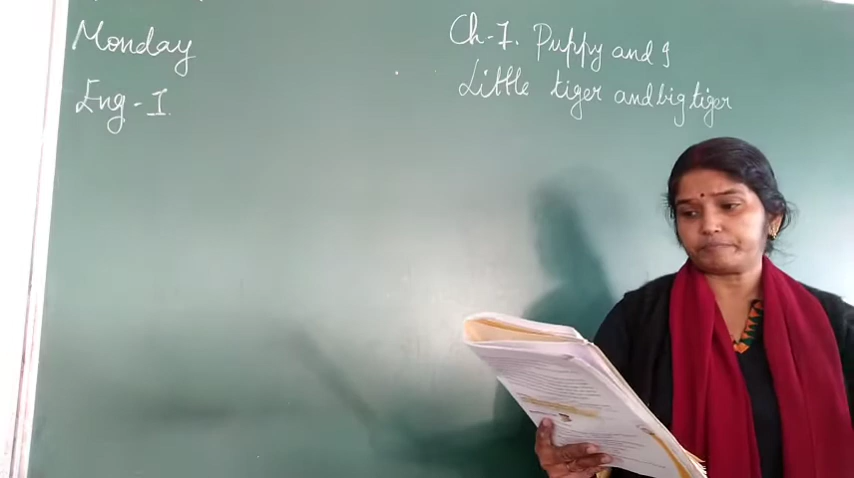 Monday
Eng-I.
Ch-7. Puppy and I
Little tiger and big tiger